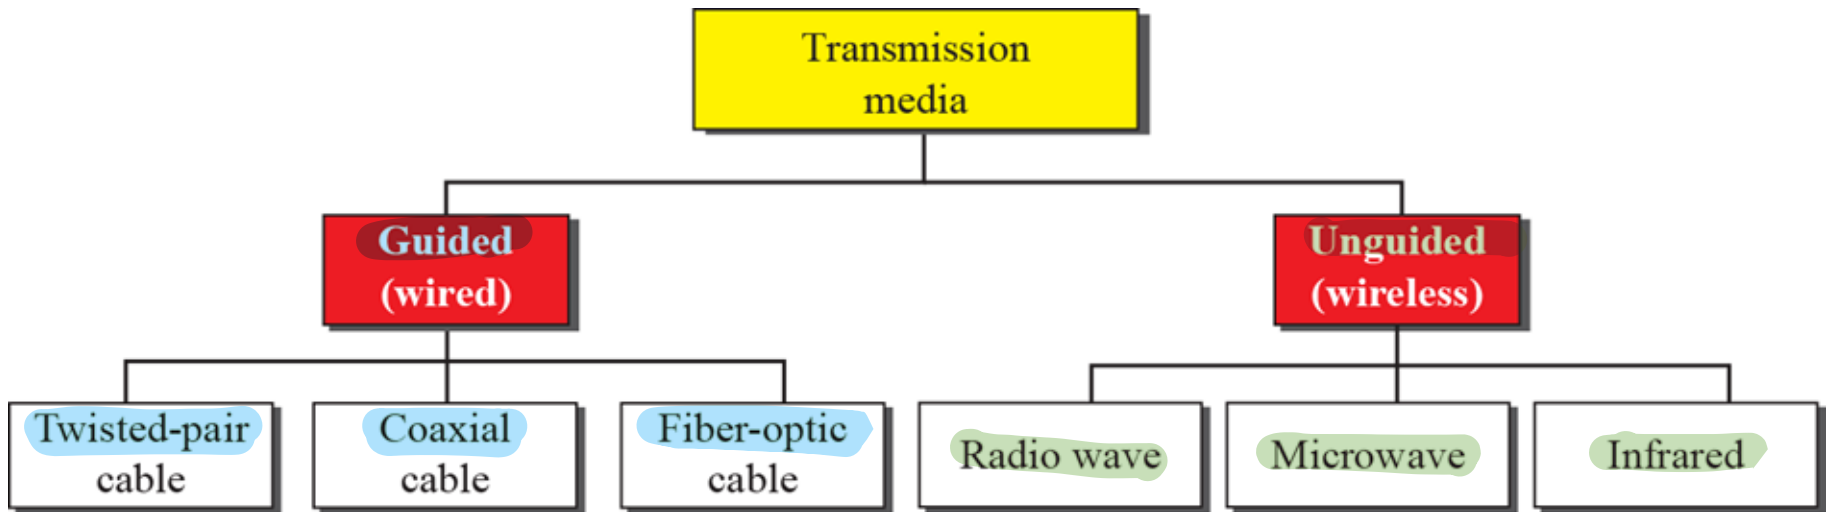 Transmission
media
Guided
(wired)
Unguided
(wireless)
Twisted-pair
cable
Coaxial
cable
Fiber-optic
cable
Radio wave
Microwave
Infrared